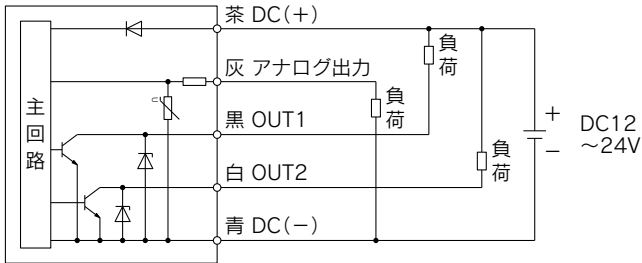 茶 DC(+)
灰 アナログ出力
黒 OUT1
白 OUT2
青 DC(−)
主回路
負荷
負荷
負荷
+
−
DC12
～24V